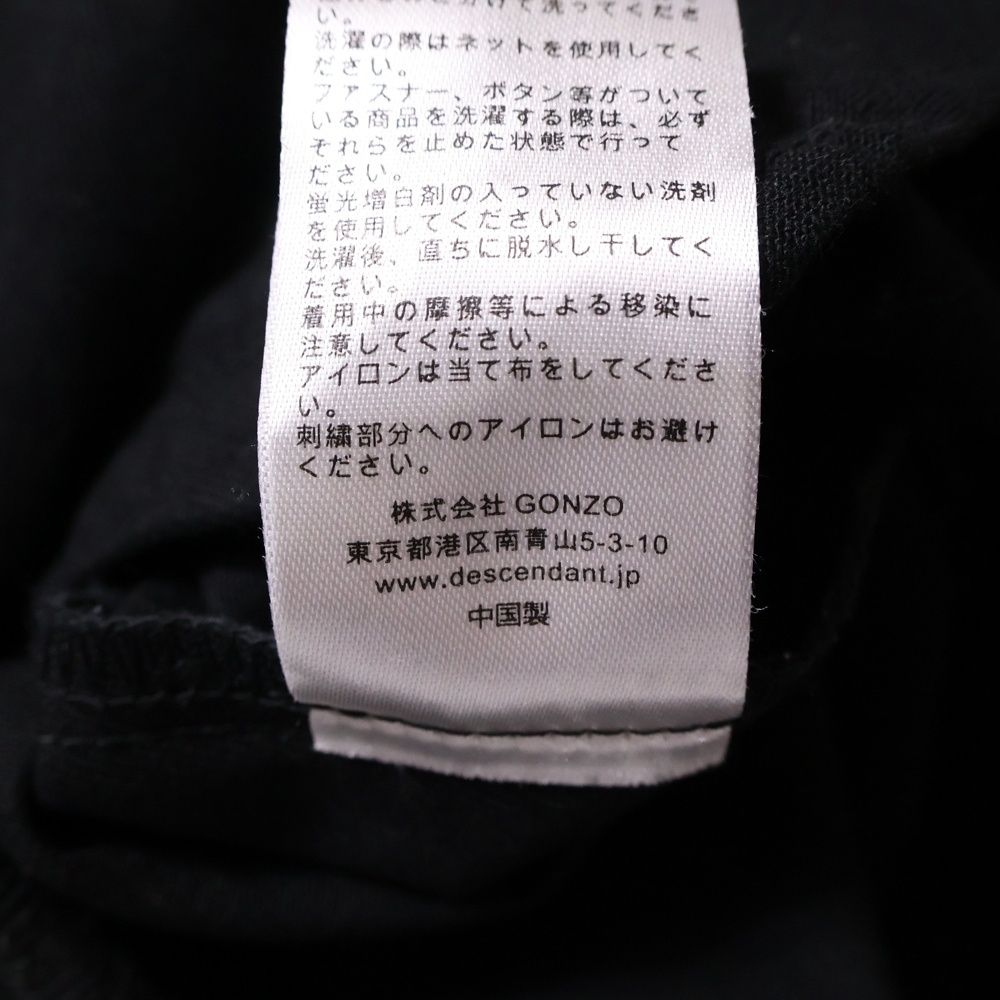 分けて洗ってくださ
い。
洗濯の際はネットを使用してく
ださい。
ファスナー、ボタン等がついて
いる商品を洗濯する際は、必ず
それらを止めた状態で行って
ださい。
蛍光増白剤の入っていない洗剤
を使用してください。
洗濯後、直ちに脱水し干してく
ださい。
着用中の摩擦等による移染に
注意してください。
アイロンは当て布をしてくださ
い。
刺繍部分へのアイロンはお避け
ください。
株式会社 GONZO
東京都港区南青山5-3-10
www.descendant.jp
中国製